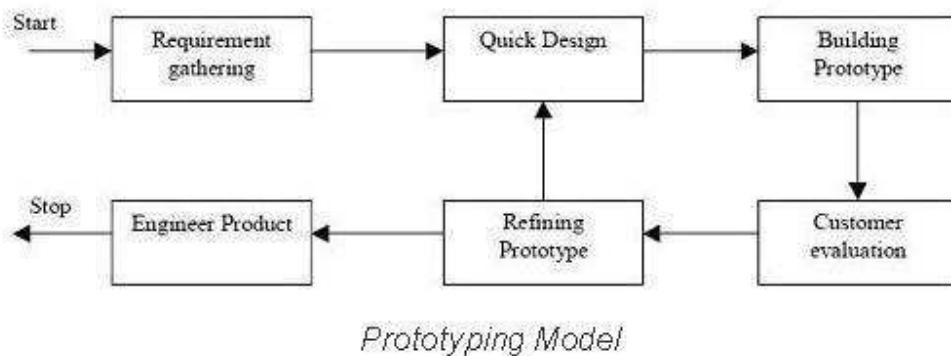 Start
Requirement
gathering
Quick Design
Building
Prototype
Stop
Engineer Product
Refining
Prototype
Customer
evaluation
Prototyping Model